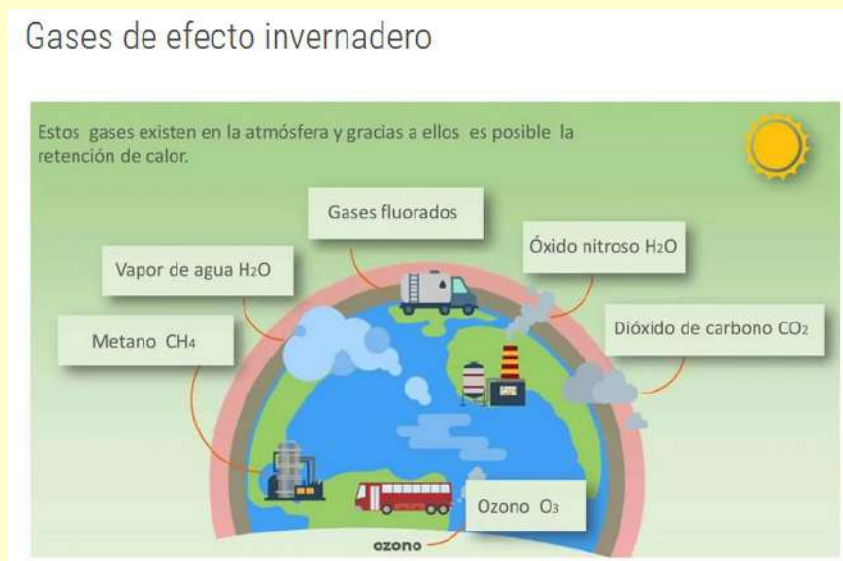 Gases de efecto invernadero
Estos gases existen en la atmósfera y gracias a ellos es posible la
retención de calor.
Gases fluorados
Óxido nitroso H2O
Vapor de agua H2O
Dióxido de carbono CO2
Metano CH4
Ozono O3
ozono